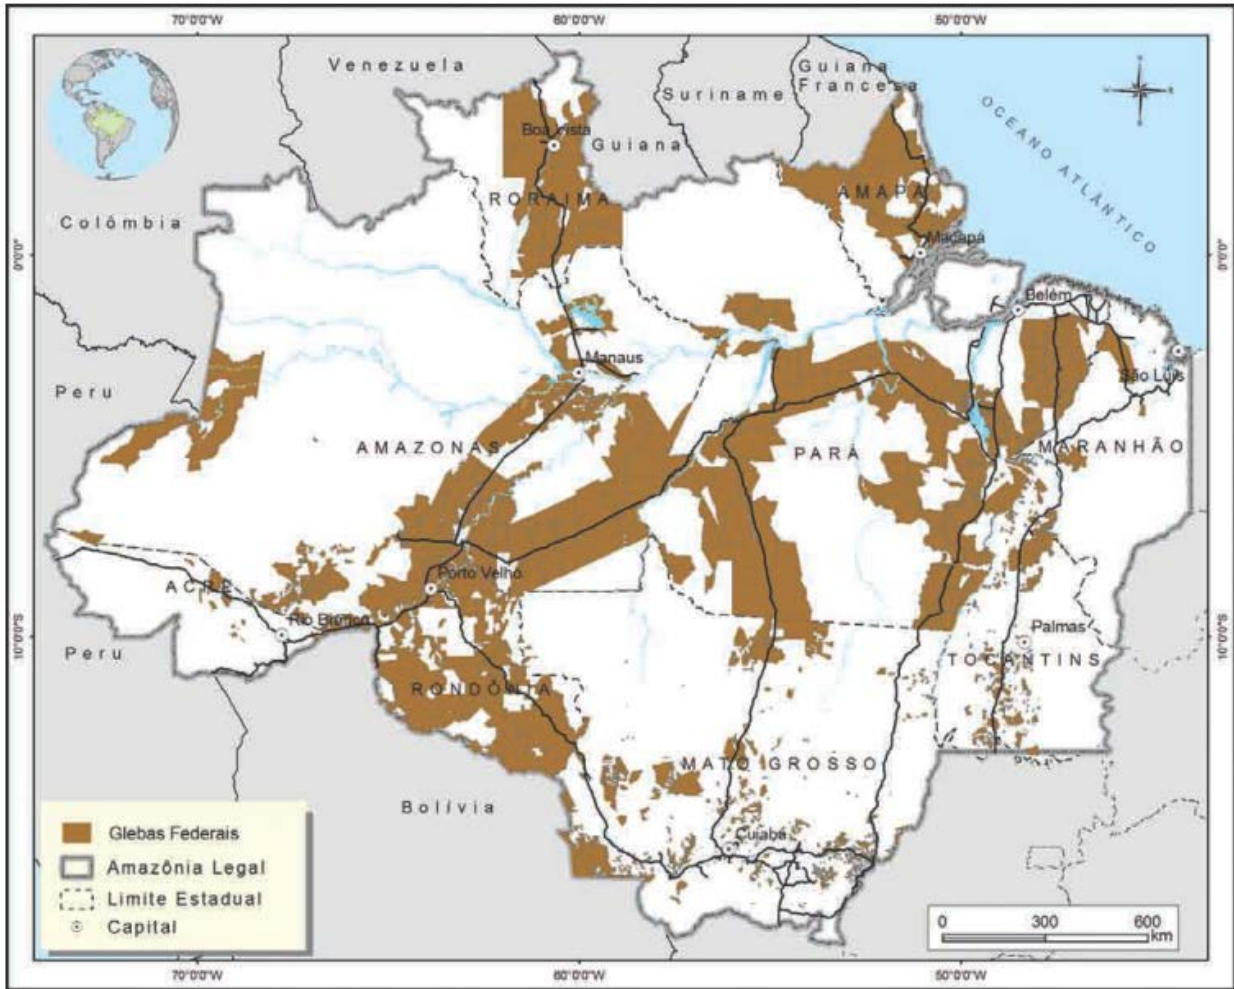 70°0'0"W 60°0'0"W 50°0'0"W
Venezuela
Guiana
Francesa
Suriname
OCEANO ATLÂNTICO
Boa Vista
Guiana
RORAIMA
AMAPÁ
Colômbia
Macapá
0°0'0" 0°0'0"
Belém
Manaus
São Luís
Peru
AMAZONAS
PARÁ
MARANHÃO
Porto Velho
ACRE
Rio Branco
Palmas
10°0'0"S 10°0'0"S
Peru
TOCANTINS
RONDÔNIA
MATO GROSSO
Bolívia
Cuiabá
Glebas Federais
Amazônia Legal
Limite Estadual
Capital
0 300 600
km
70°0'0"W 60°0'0"W 50°0'0"W